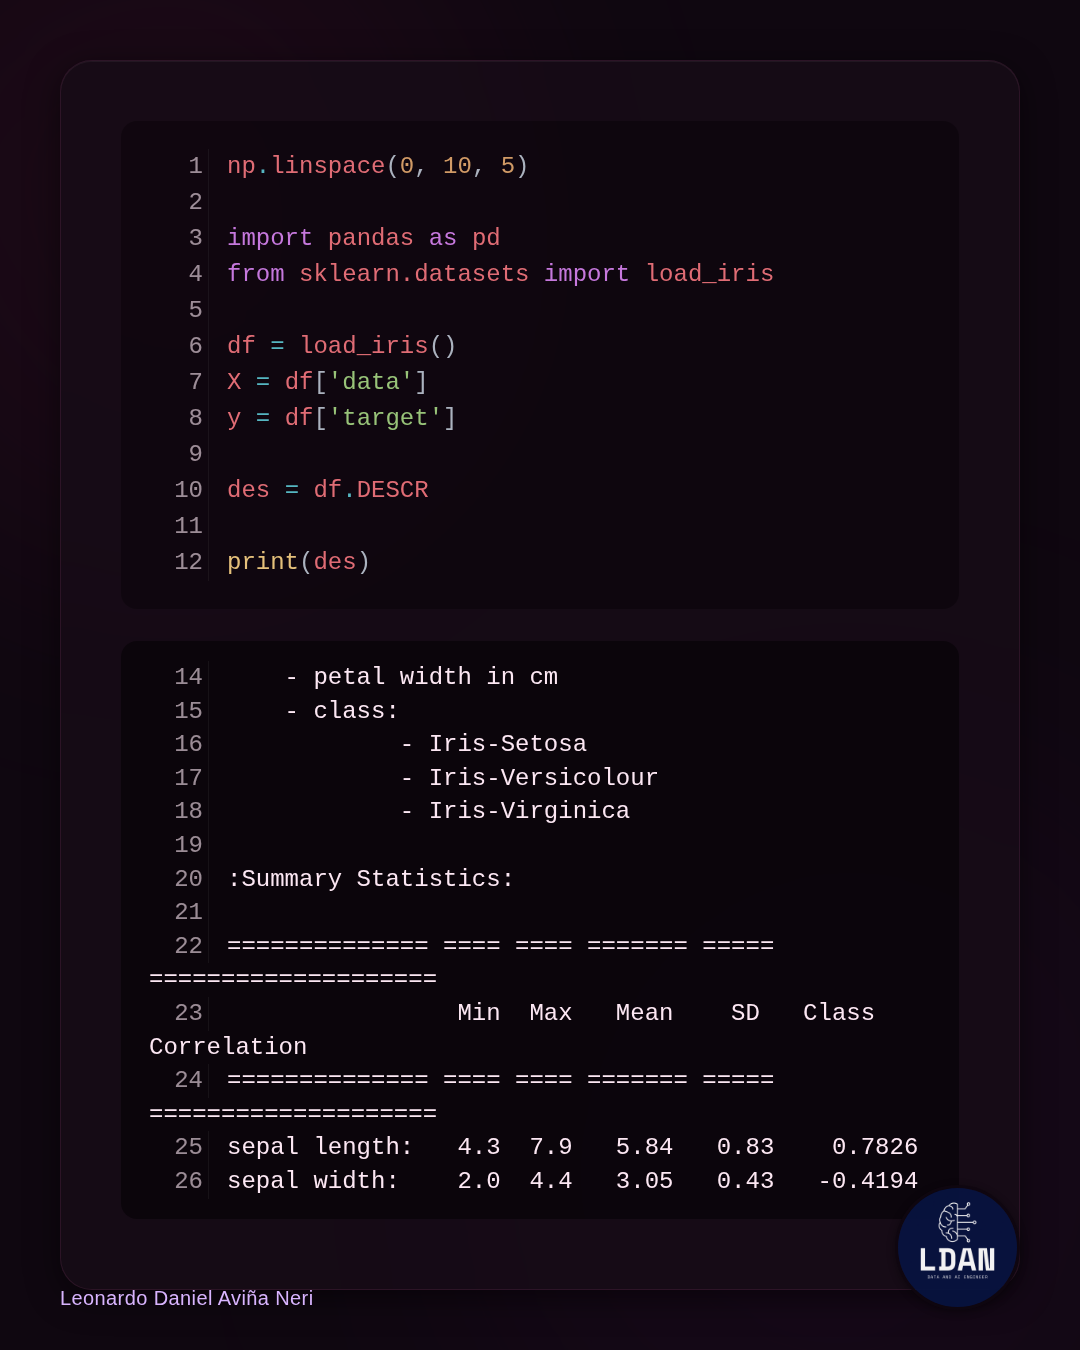 1 np.linspace(0, 10, 5)
2
3 import pandas as pd
4 from sklearn.datasets import load_iris
5
6 df = load_iris()
7 X = df['data']
8 y = df['target']
9
10 des = df.DESCR
11
12 print(des)
14     - petal width in cm
15     - class:
16             - Iris-Setosa
17             - Iris-Versicolour
18             - Iris-Virginica
19
20 :Summary Statistics:
21
22 ============== ==== ==== ======= =====
====================
23                 Min  Max   Mean    SD   Class
Correlation
24 ============== ==== ==== ======= =====
====================
25 sepal length:   4.3  7.9   5.84   0.83    0.7826
26 sepal width:    2.0  4.4   3.05   0.43   -0.4194
LDAN
DATA AND AI ENGINEER
Leonardo Daniel Aviña Neri